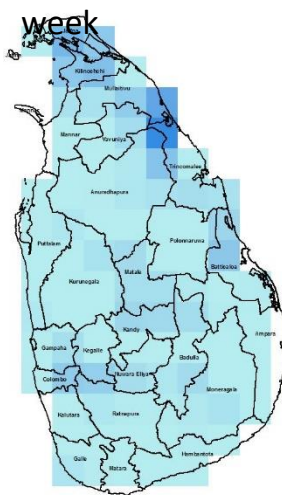 week
Kilinochchi
Mullaitivu
Mannar
Vavuniya
Trincomalee
Anuradhapura
Puttalam
Polonnaruwa
Batticaloa
Matale
Kurunegala
Ampara
Kandy
Gampaha
Kegalle
Badulla
Nuwara Eliya
Colombo
Moneragala
Kalutara
Ratnapura
Galle
Matara
Hambantota